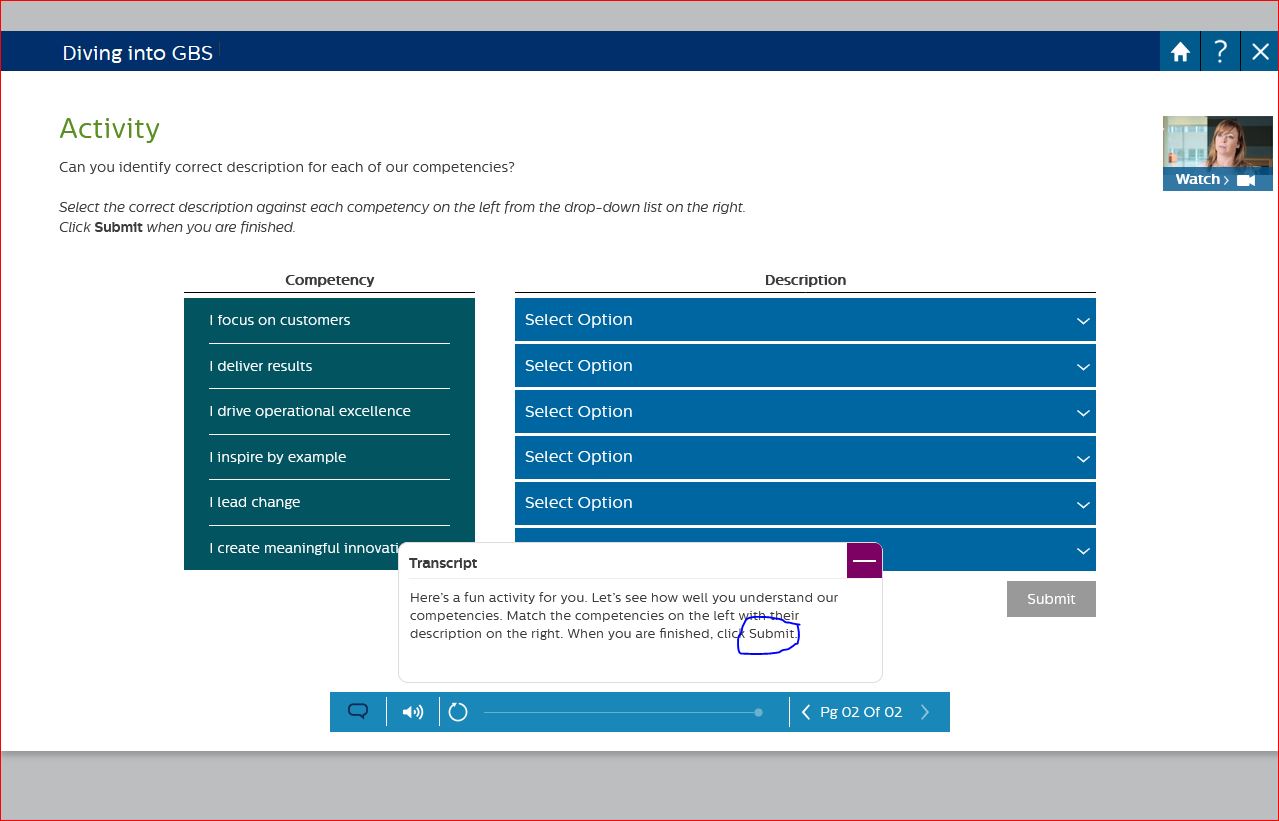 Diving into GBS
?
Activity
Can you identify correct description for each of our competencies?
Watch ›
Select the correct description against each competency on the left from the drop-down list on the right.
Click Submit when you are finished.
Competency
Description
I focus on customers
Select Option
I deliver results
Select Option
I drive operational excellence
Select Option
I inspire by example
Select Option
I lead change
Select Option
I create meaningful innovati
Transcript
Here's a fun activity for you. Let's see how well you understand our
competencies. Match the competencies on the left with their
description on the right. When you are finished, click Submit.
Submit
Pg 02 Of 02